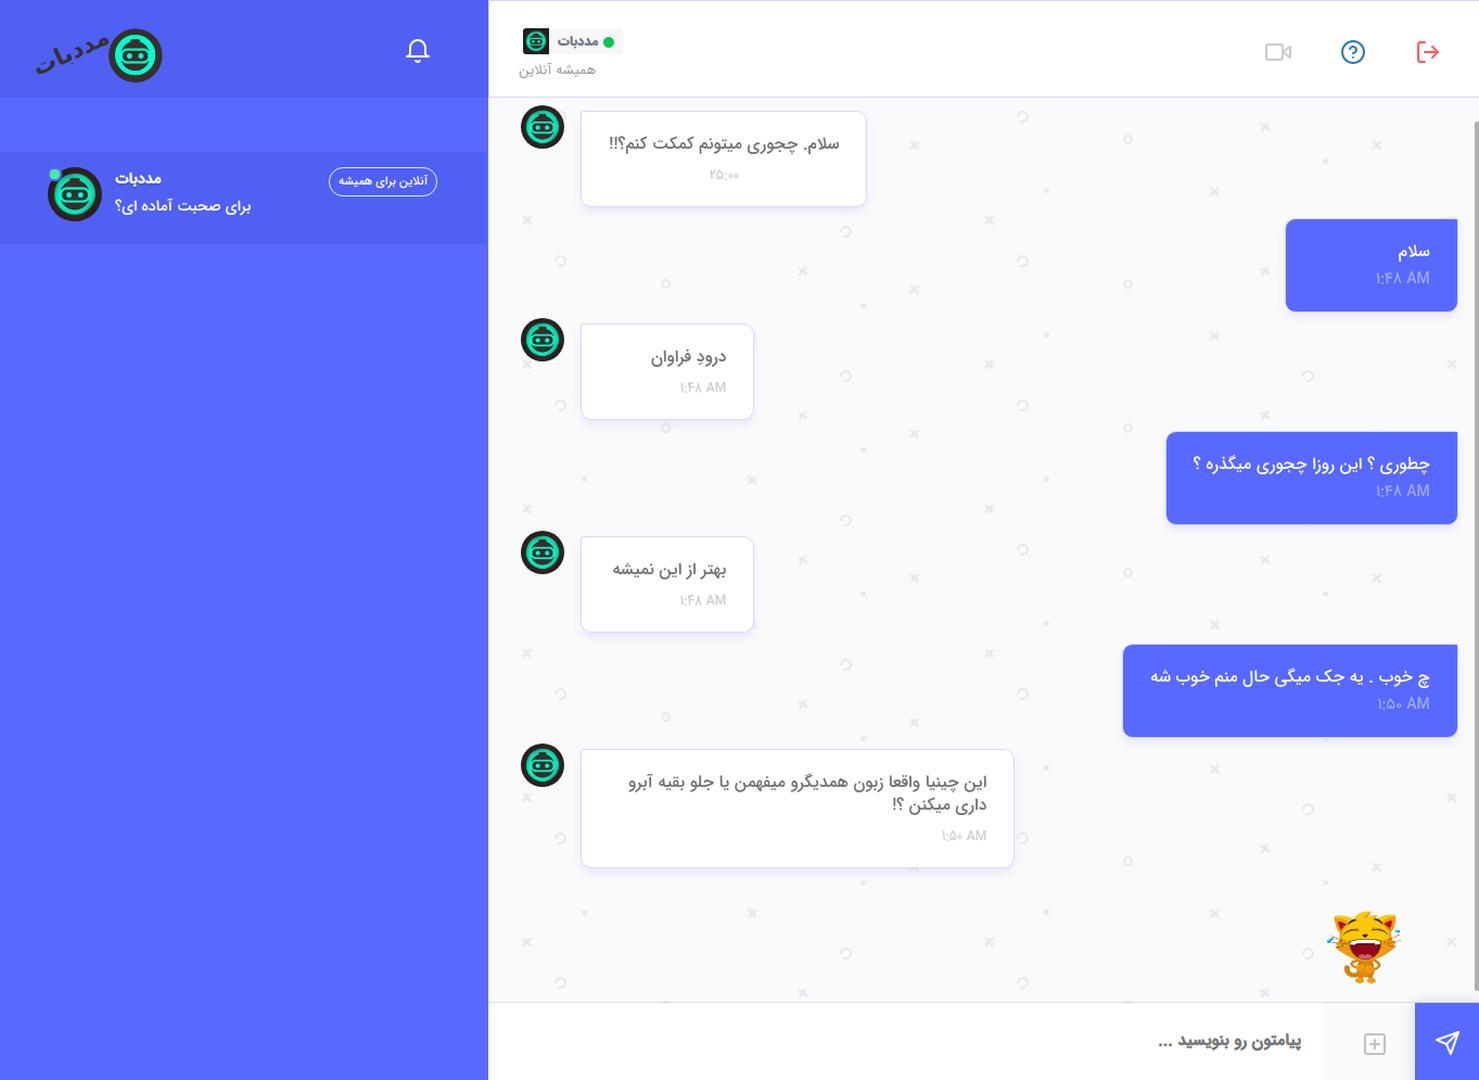 مددبات
مددبات
همیشه آنلاین
مددبات
آنلاین برای همیشه
برای صحبت آماده ای؟
سلام. چجوری میتونم کمکت کنم؟!!
۲۵:۰۰
سلام
۱:۴۸ AM
درودِ فراوان
۱:۴۸ AM
چطوری ؟ این روزا چجوری میگذره ؟
۱:۴۸ AM
بهتر از این نمیشه
۱:۴۸ AM
چ خوب . یه جک میگی حال منم خوب شه
۱:۵۰ AM
این چینیا واقعا زبون همدیگرو میفهمن یا جلو بقیه آبرو
داری میکنن ؟!
۱:۵۰ AM
پیامتون رو بنویسید ...